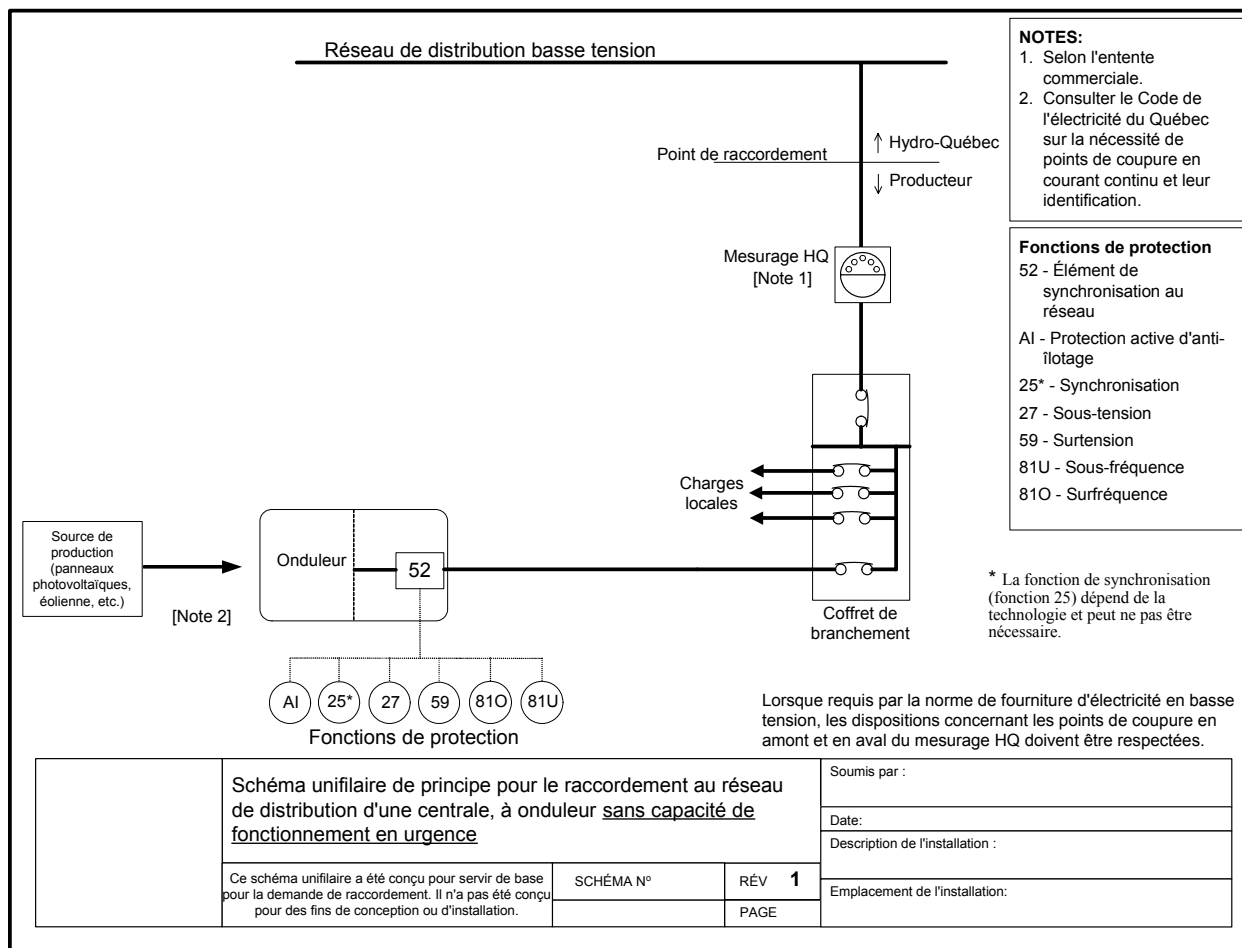 Réseau de distribution basse tension
NOTES:
1. Selon l'entente
commerciale.
2. Consulter le Code de
l'électricité du Québec
sur la nécessité de
points de coupure en
courant continu et leur
identification.
Point de raccordement
↑ Hydro-Québec
↓ Producteur
Mesurage HQ
[Note 1]
Fonctions de protection
52 - Élément de
synchronisation au
réseau
AI - Protection active d'anti-
îlotage
25* - Synchronisation
27 - Sous-tension
59 - Surtension
81U - Sous-fréquence
81O - Surfréquence
Charges
locales
Source de
production
(panneaux
photovoltaïques,
éolienne, etc.)
[Note 2]
Onduleur
52
Coffret de
branchement
* La fonction de synchronisation
(fonction 25) dépend de la
technologie et peut ne pas être
nécessaire.
AI
25*
27
59
81O
81U
Fonctions de protection
Lorsque requis par la norme de fourniture d'électricité en basse
tension, les dispositions concernant les points de coupure en
amont et en aval du mesurage HQ doivent être respectées.
Schéma unifilaire de principe pour le raccordement au réseau
de distribution d'une centrale, à onduleur sans capacité de
fonctionnement en urgence
Soumis par :
Date:
Description de l'installation :
Emplacement de l'installation:
Ce schéma unifilaire a été conçu pour servir de base
pour la demande de raccordement. Il n'a pas été conçu
pour des fins de conception ou d'installation.
SCHÉMA Nº
RÉV 1
PAGE